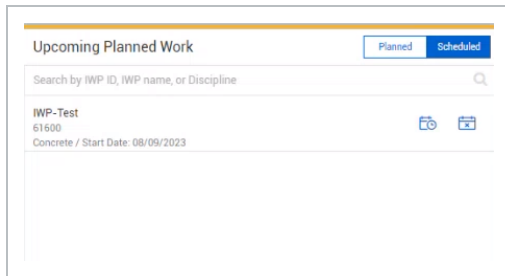 Upcoming Planned Work
Planned
Scheduled
Search by IWP ID, IWP name, or Discipline
IWP-Test
61600
Concrete / Start Date: 08/09/2023